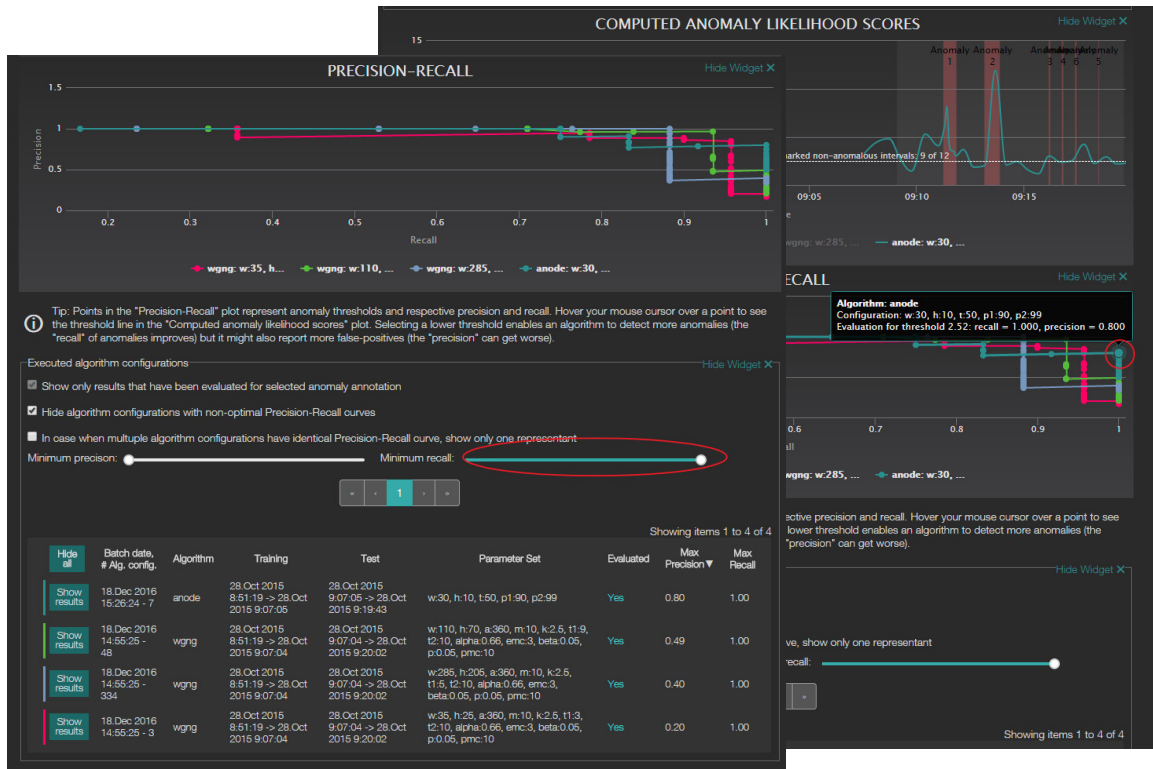 COMPUTED ANOMALY LIKELIHOOD SCORES
Hide Widget ✕
15
Anomaly
1
Anomaly
2
3 4 6 5
marked non-anomalous intervals: 9 of 12
09:05 09:10 09:15
wgng: w:285, ... anode: w:30, ...
PRECISION-RECALL
Hide Widget ✕
1.5
1
0.5
0
Precision
0.2 0.3 0.4 0.5 0.6 0.7 0.8 0.9 1
Recall
wgng: w:35, h... wgng: w:110, ... wgng: w:285, ... anode: w:30, ...
Tip: Points in the "Precision-Recall" plot represent anomaly thresholds and respective precision and recall. Hover your mouse cursor over a point to see
the threshold line in the "Computed anomaly likelihood scores" plot. Selecting a lower threshold enables an algorithm to detect more anomalies (the
"recall" of anomalies improves) but it might also report more false-positives (the "precision" can get worse).
Executed algorithm configurations
Hide Widget ✕
Show only results that have been evaluated for selected anomaly annotation
Hide algorithm configurations with non-optimal Precision-Recall curves
In case when multuple algorithm configurations have identical Precision-Recall curve, show only one representant
Minimum precison: Minimum recall:
« ‹ 1 › »
Showing items 1 to 4 of 4
Hide
all
Batch date,
# Alg. config.
Algorithm
Training
Test
Parameter Set
Evaluated
Max
Precision▼
Max
Recall
Show
results
18.Dec 2016
15:26:24 - 7
anode
28.Oct 2015
8:51:19 -> 28.Oct
2015 9:07:05
28.Oct 2015
9:07:05 -> 28.Oct
2015 9:19:43
w:30, h:10, t:50, p1:90, p2:99
Yes
0.80
1.00
Show
results
18.Dec 2016
14:55:25 -
48
wgng
28.Oct 2015
8:51:19 -> 28.Oct
2015 9:07:04
28.Oct 2015
9:07:04 -> 28.Oct
2015 9:20:02
w:110, h:70, a:360, m:10, k:2.5, t1:9,
t2:10, alpha:0.66, emc:3, beta:0.05,
p:0.05, pmc:10
Yes
0.49
1.00
Show
results
18.Dec 2016
14:55:25 -
334
wgng
28.Oct 2015
8:51:19 -> 28.Oct
2015 9:07:04
28.Oct 2015
9:07:04 -> 28.Oct
2015 9:20:02
w:285, h:205, a:360, m:10, k:2.5,
t1:5, t2:10, alpha:0.66, emc:3,
beta:0.05, p:0.05, pmc:10
Yes
0.40
1.00
Show
results
18.Dec 2016
14:55:25 - 3
wgng
28.Oct 2015
8:51:19 -> 28.Oct
2015 9:07:04
28.Oct 2015
9:07:04 -> 28.Oct
2015 9:20:02
w:35, h:25, a:360, m:10, k:2.5, t1:3,
t2:10, alpha:0.66, emc:3, beta:0.05,
p:0.05, pmc:10
Yes
0.20
1.00
ECALL
Hide Widget ✕
Algorithm: anode
Configuration: w:30, h:10, t:50, p1:90, p2:99
Evaluation for threshold 2.52: recall = 1.000, precision = 0.800
0.6 0.7 0.8 0.9 1
all
wgng: w:285, ... anode: w:30, ...
ective precision and recall. Hover your mouse cursor over a point to see
lower threshold enables an algorithm to detect more anomalies (the
"precision" can get worse).
Hide Widget ✕
ve, show only one representant
recall:
»
Showing items 1 to 4 of 4